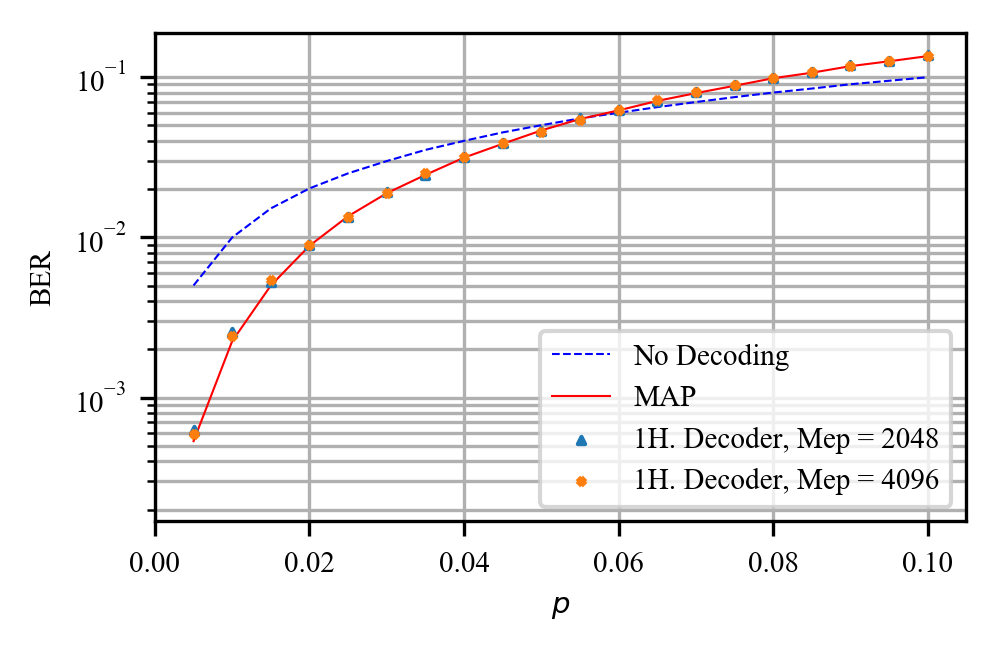 10⁻¹
10⁻²
10⁻³
BER
No Decoding
MAP
1H. Decoder, Mep = 2048
1H. Decoder, Mep = 4096
0.00 0.02 0.04 0.06 0.08 0.10
p